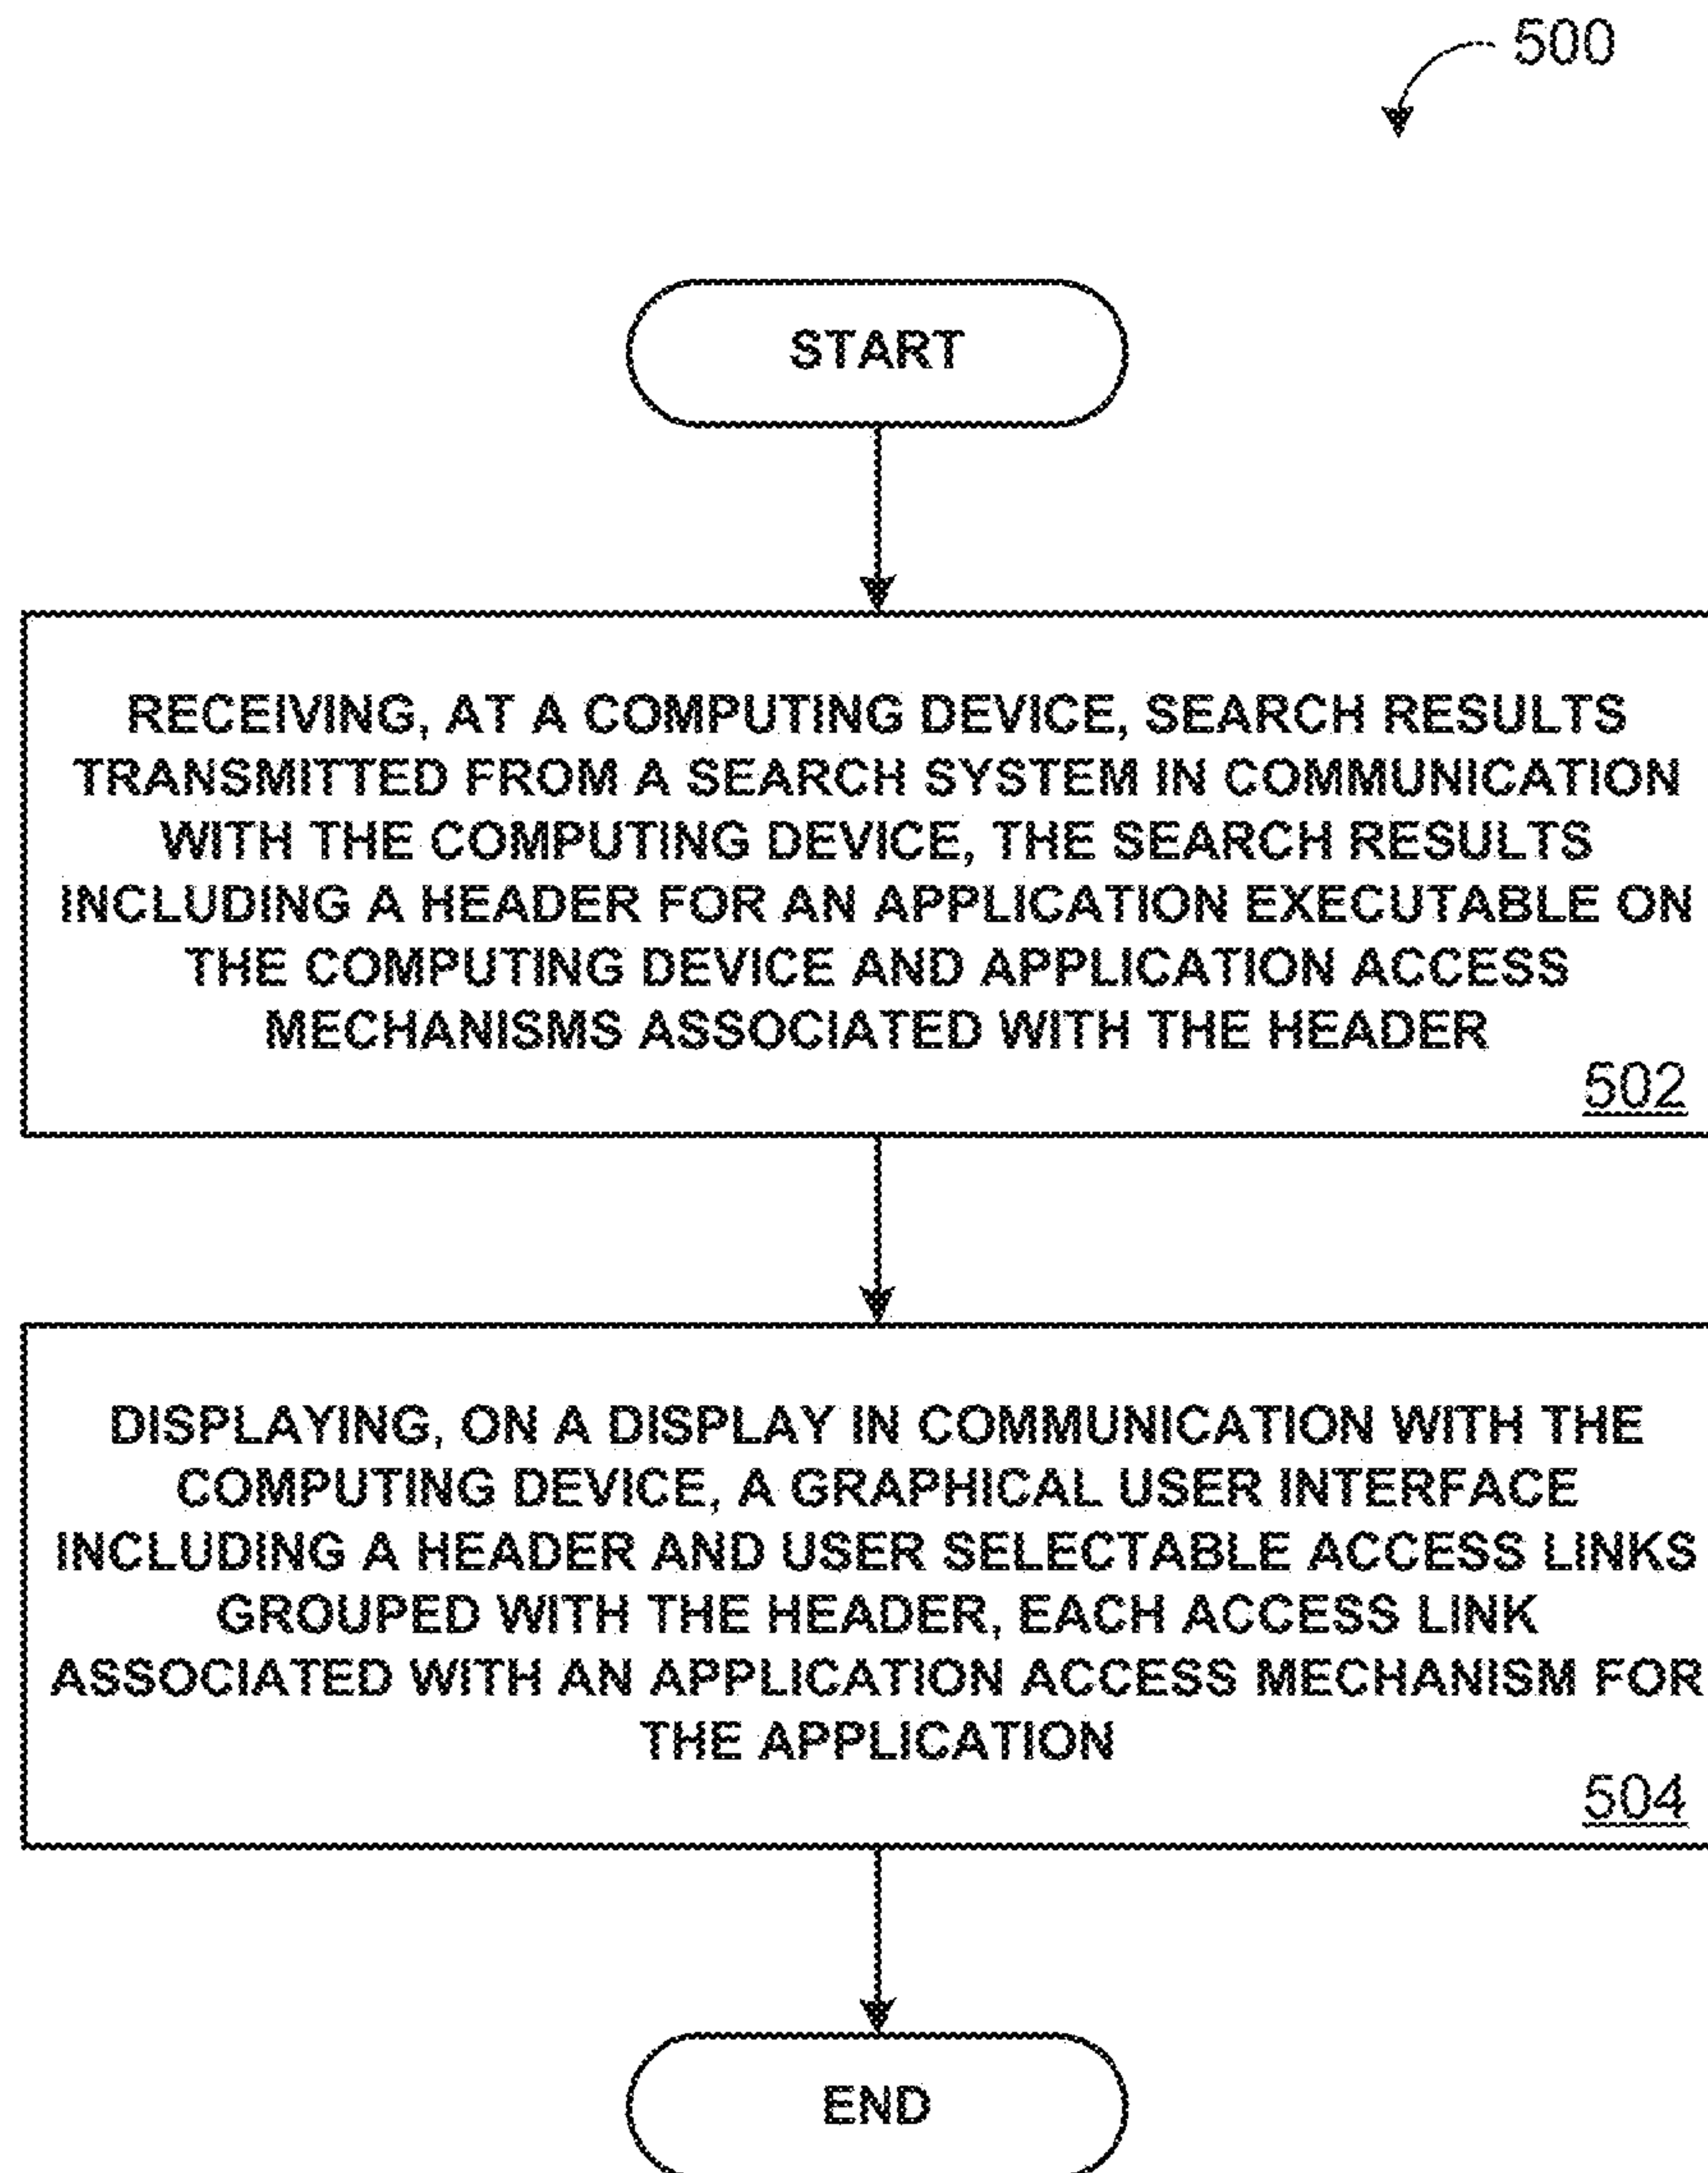 500
START
RECEIVING, AT A COMPUTING DEVICE, SEARCH RESULTS
TRANSMITTED FROM A SEARCH SYSTEM IN COMMUNICATION
WITH THE COMPUTING DEVICE, THE SEARCH RESULTS
INCLUDING A HEADER FOR AN APPLICATION EXECUTABLE ON
THE COMPUTING DEVICE AND APPLICATION ACCESS
MECHANISMS ASSOCIATED WITH THE HEADER
502
DISPLAYING, ON A DISPLAY IN COMMUNICATION WITH THE
COMPUTING DEVICE, A GRAPHICAL USER INTERFACE
INCLUDING A HEADER AND USER SELECTABLE ACCESS LINKS
GROUPED WITH THE HEADER, EACH ACCESS LINK
ASSOCIATED WITH AN APPLICATION ACCESS MECHANISM FOR
THE APPLICATION
504
END